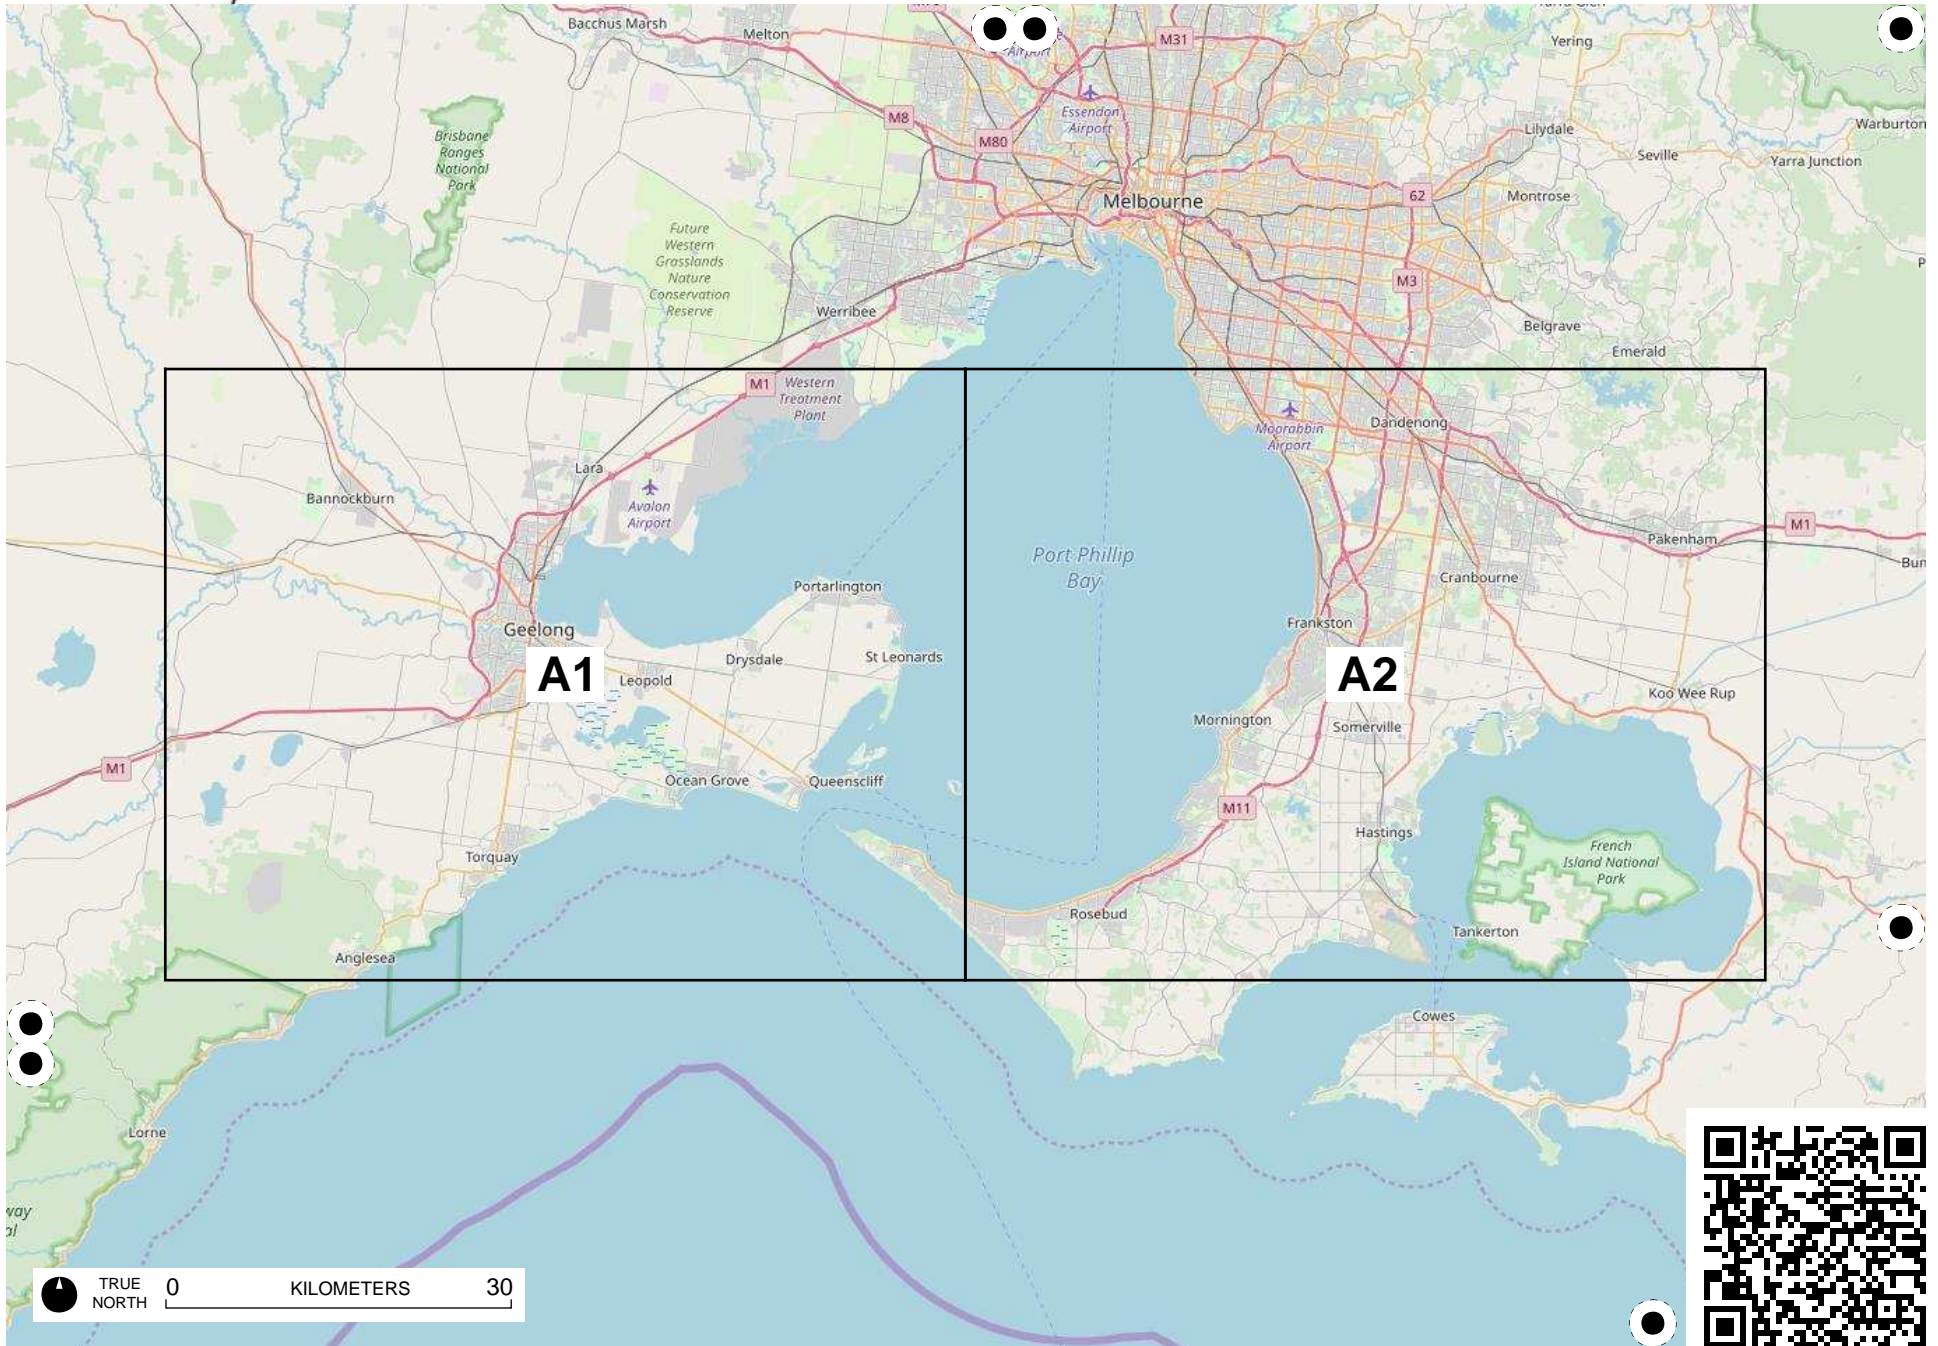 Bacchus Marsh
Melton
M31
Airport
Yering
Brisbane
Ranges
National
Park
M8
M80
Essendon
Airport
Lilydale
Warburton
Seville
Yarra Junction
Melbourne
62
Montrose
Future
Western
Grasslands
Nature
Conservation
Reserve
M3
Werribee
Belgrave
Emerald
M1
Western
Treatment
Plant
Moorabbin
Airport
Dandenong
Lara
Bannockburn
Avalon
Airport
M1
Pakenham
Bun
Port Phillip
Bay
Portarlington
Cranbourne
Geelong
Frankston
A1
Drysdale
St Leonards
A2
Leopold
Koo Wee Rup
Mornington
Somerville
M1
Ocean Grove
Queenscliff
M11
Hastings
Torquay
French
Island National
Park
Rosebud
Tankerton
Anglesea
Cowes
Lorne
way
al
TRUE
NORTH
0
KILOMETERS
30